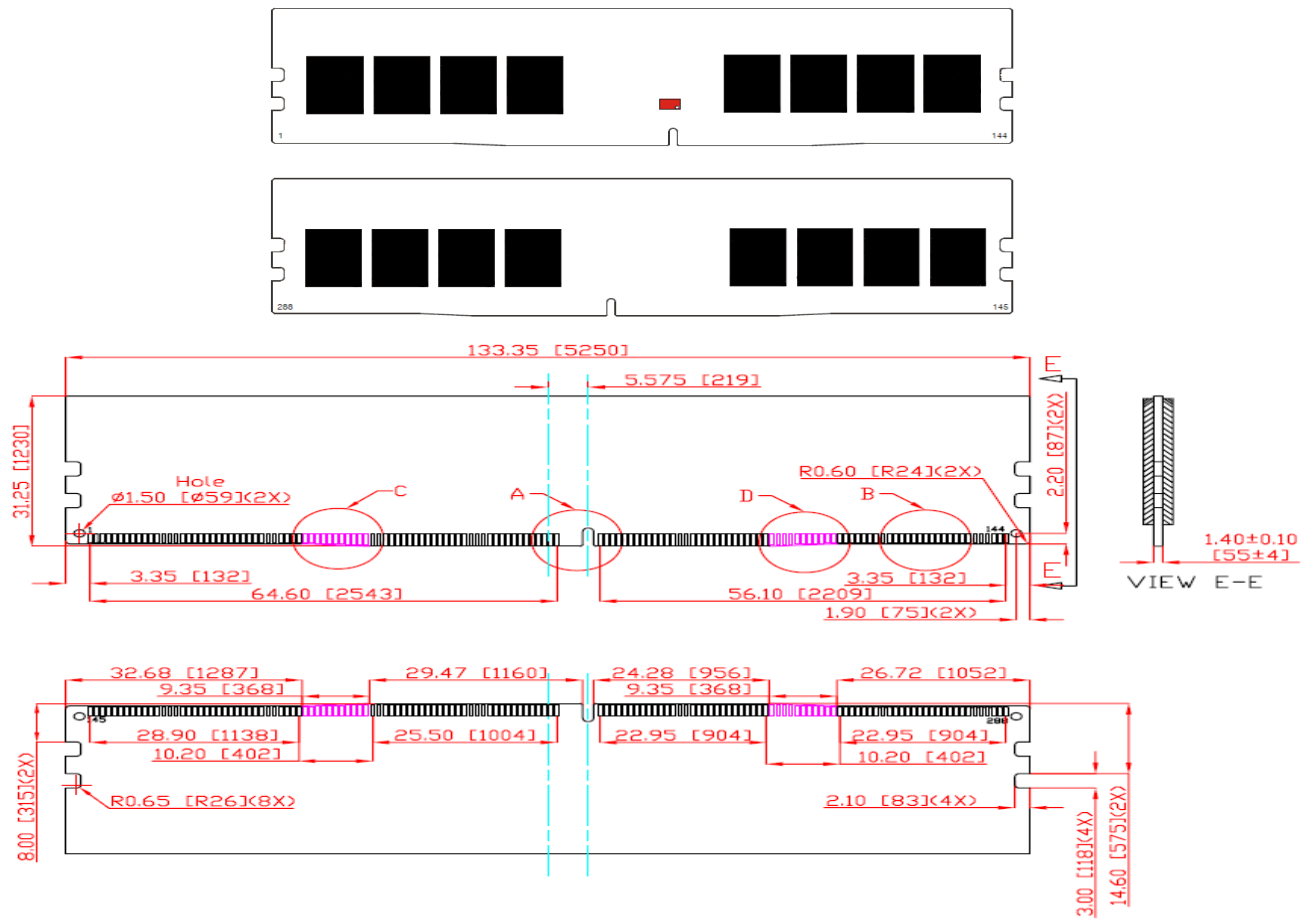 1
144
288
145
133.35 [5250]
5.575 [219]
E
31.25 [1230]
Hole
ø1.50 [ø59](2X)
C
A
D
B
R0.60 [R24](2X)
2.20 [87](2X)
1
144
3.35 [132]
3.35 [132]
E
64.60 [2543]
56.10 [2209]
1.90 [75](2X)
1.40±0.10
[55±4]
VIEW E-E
32.68 [1287]
29.47 [1160]
24.28 [956]
26.72 [1052]
9.35 [368]
9.35 [368]
145
288
28.90 [1138]
25.50 [1004]
22.95 [904]
22.95 [904]
10.20 [402]
10.20 [402]
8.00 [315](2X)
R0.65 [R26](8X)
2.10 [83](4X)
3.00 [118](4X)
14.60 [575](2X)